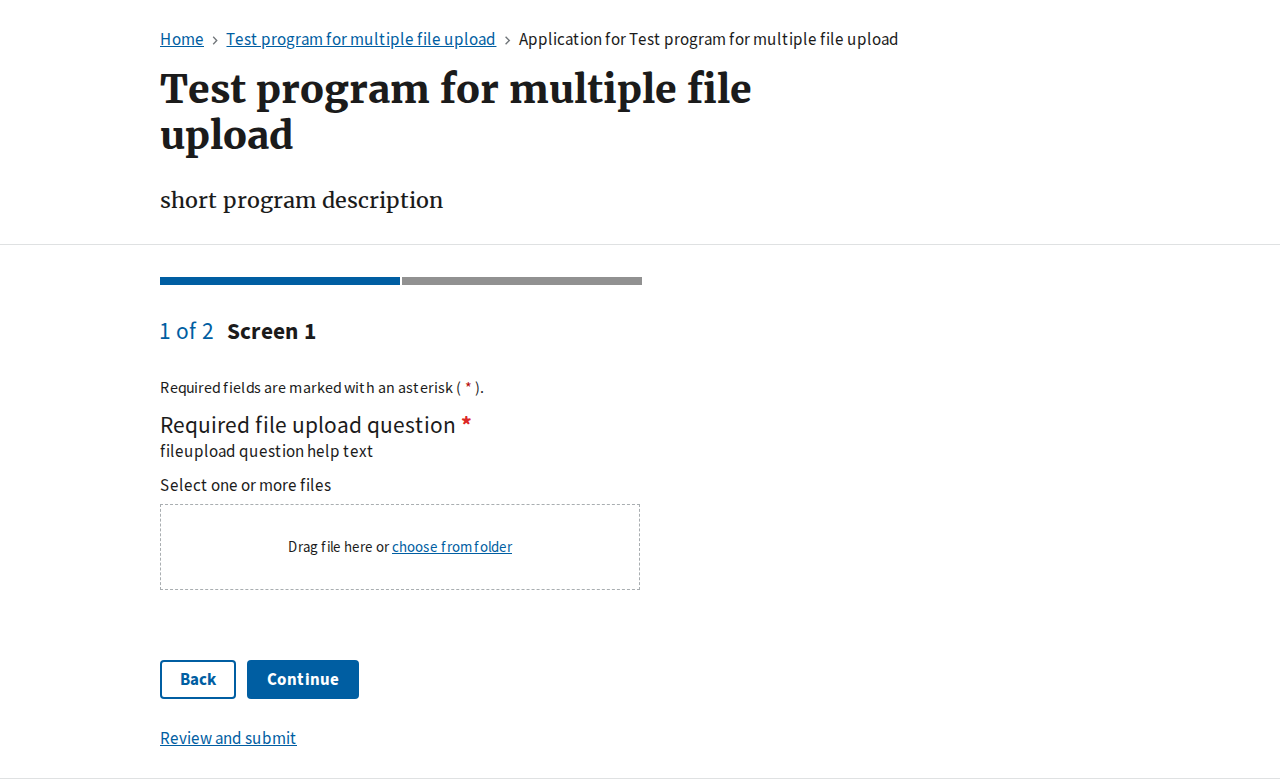 Home › Test program for multiple file upload › Application for Test program for multiple file upload
Test program for multiple file
upload
short program description
1 of 2 Screen 1
Required fields are marked with an asterisk ( * ).
Required file upload question *
fileupload question help text
Select one or more files
Drag file here or choose from folder
Back Continue
Review and submit